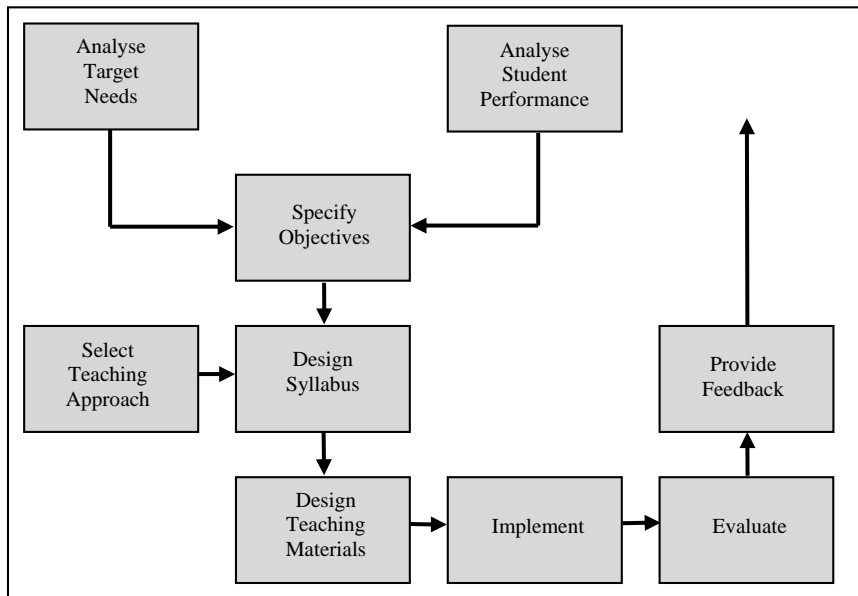 Analyse
Target
Needs
Analyse
Student
Performance
Specify
Objectives
Select
Teaching
Approach
Design
Syllabus
Provide
Feedback
Design
Teaching
Materials
Implement
Evaluate